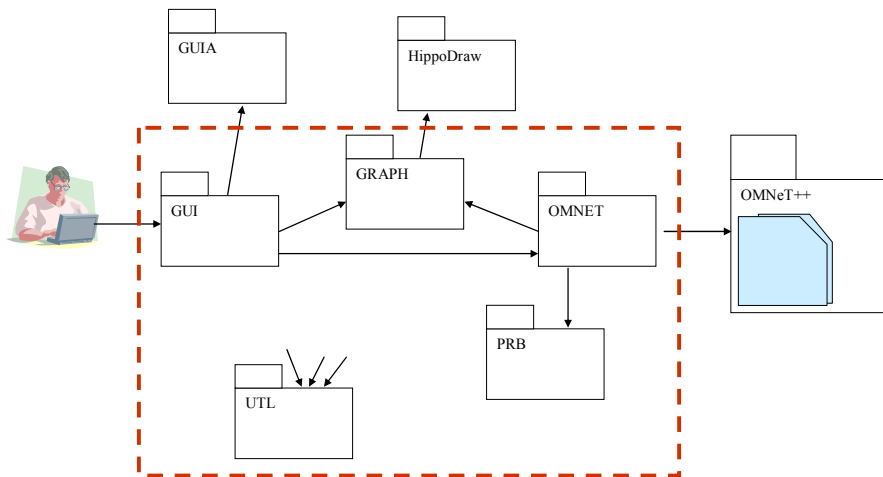 GUIA
HippoDraw
GRAPH
GUI
OMNET
OMNeT++
PRB
UTL